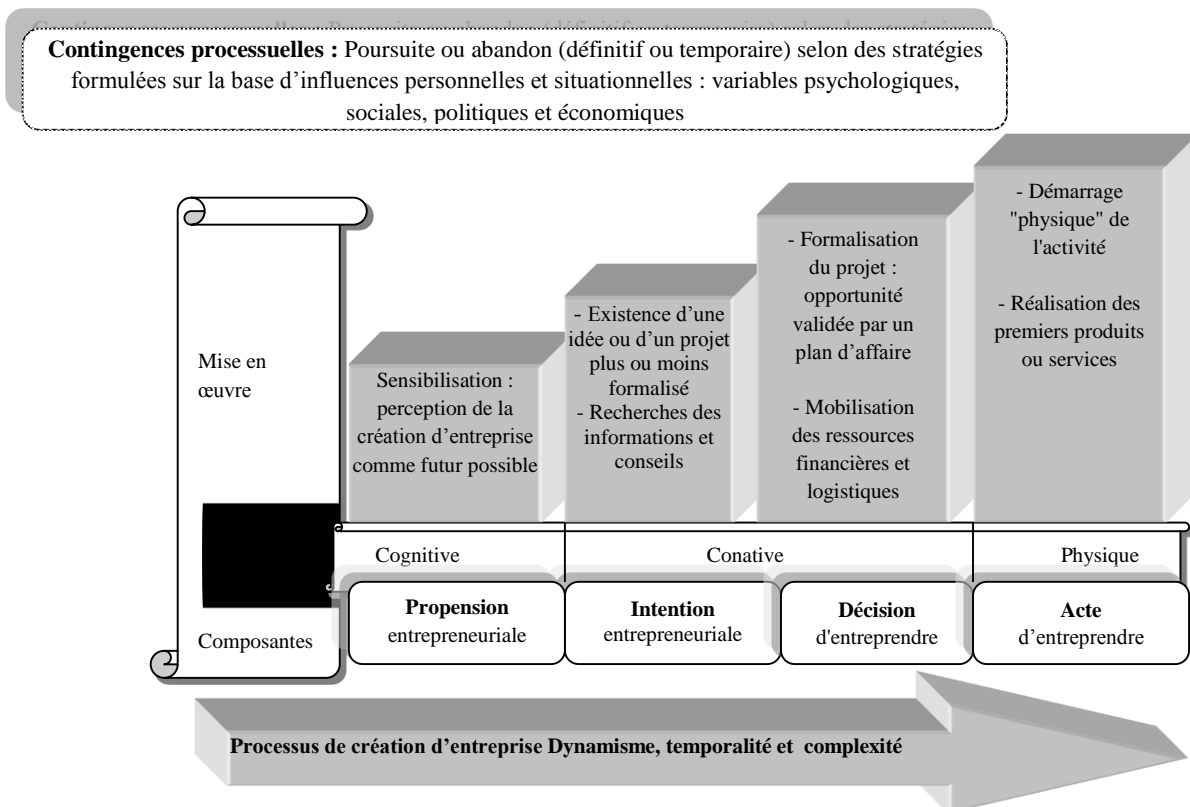 Contingences processuelles : Poursuite ou abandon (définitif ou temporaire) selon des stratégies
formulées sur la base d’influences personnelles et situationnelles : variables psychologiques,
sociales, politiques et économiques
Mise en
œuvre
Sensibilisation :
perception de la
création d’entreprise
comme futur possible
- Existence d’une
idée ou d’un projet
plus ou moins
formalisé
- Recherches des
informations et
conseils
- Formalisation
du projet :
opportunité
validée par un
plan d’affaire
- Mobilisation
des ressources
financières et
logistiques
- Démarrage
"physique" de
l'activité
- Réalisation des
premiers produits
ou services
Cognitive
Conative
Physique
Composantes
Propension
entrepreneuriale
Intention
entrepreneuriale
Décision
d'entreprendre
Acte
d’entreprendre
Processus de création d’entreprise Dynamisme, temporalité et complexité